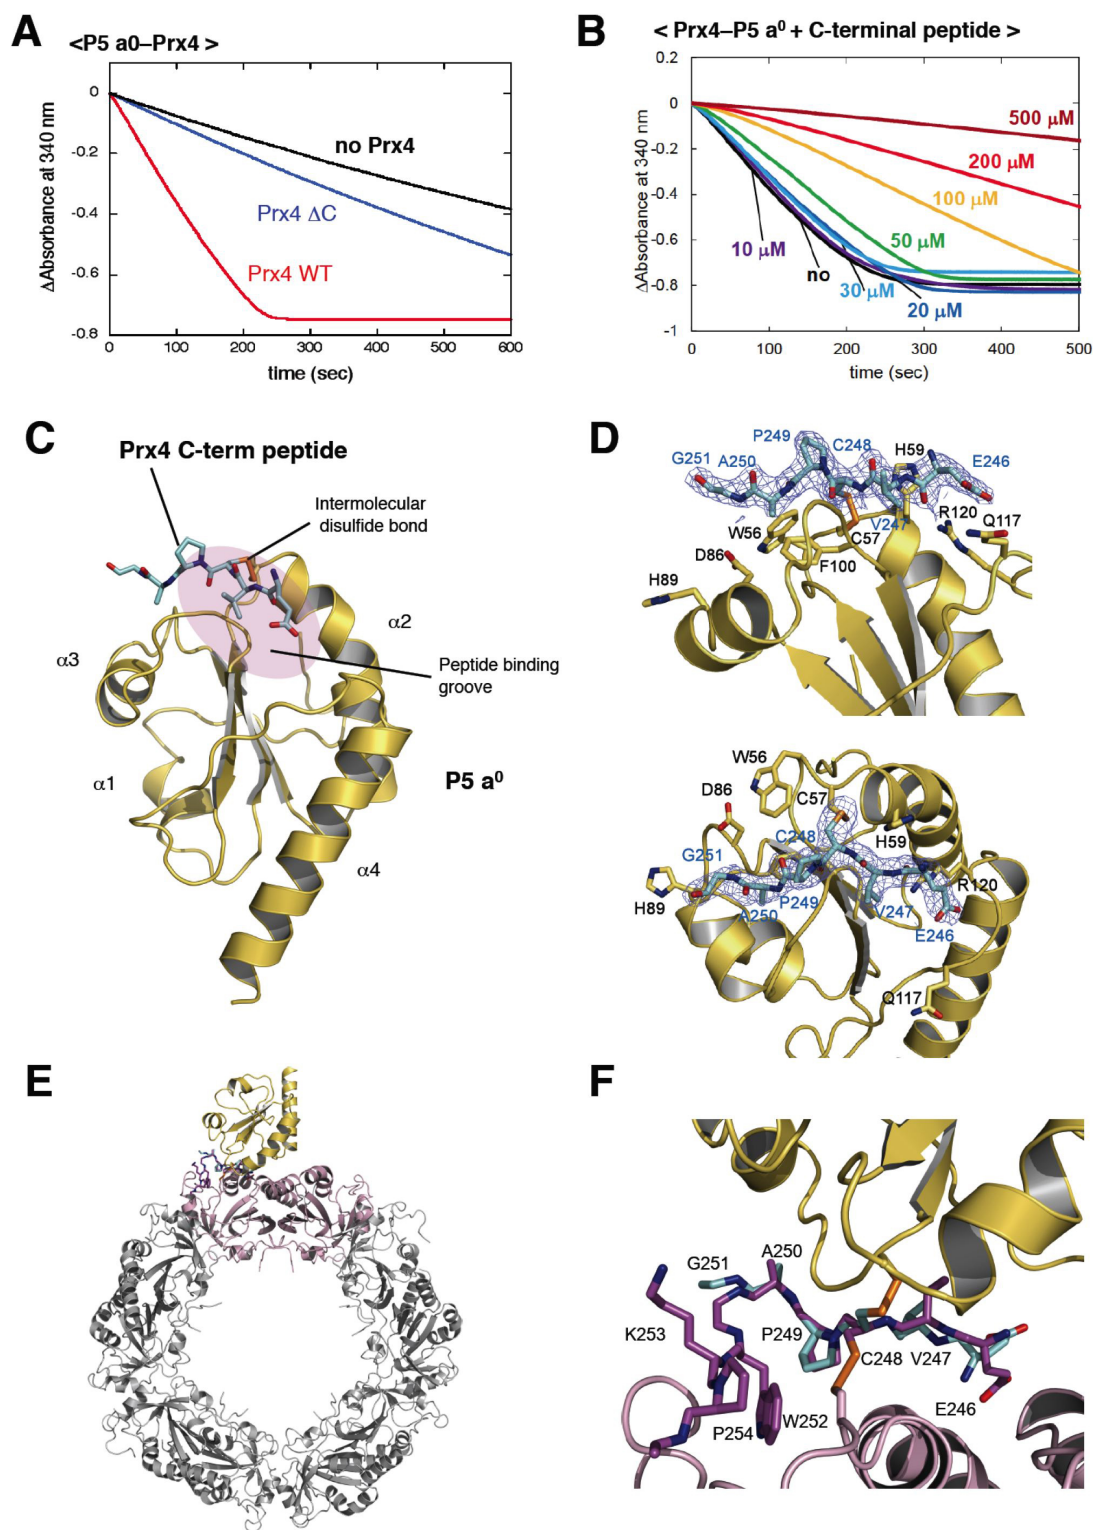 A
<P5 a0–Prx4 >
0
-0.2
-0.4
-0.6
-0.8
ΔAbsorbance at 340 nm
no Prx4
Prx4 ΔC
Prx4 WT
0 100 200 300 400 500 600
time (sec)
B
< Prx4–P5 a⁰ + C-terminal peptide >
0.2
0
-0.2
-0.4
-0.6
-0.8
-1
ΔAbsorbance at 340 nm
500 μM
200 μM
100 μM
50 μM
10 μM
no
30 μM
20 μM
0 100 200 300 400 500
time (sec)
C
Prx4 C-term peptide
Intermolecular
disulfide bond
α2
α3
Peptide binding
groove
α1
P5 a⁰
α4
D
P249
C248
G251
A250
H59
E246
R120
Q117
V247
W56
C57
D86
F100
H89
W56
D86
C57
C248
H59
G251
R120
H89
P249
V247
A250
E246
Q117
E
F
A250
G251
K253
P249
C248
V247
W252
E246
P254